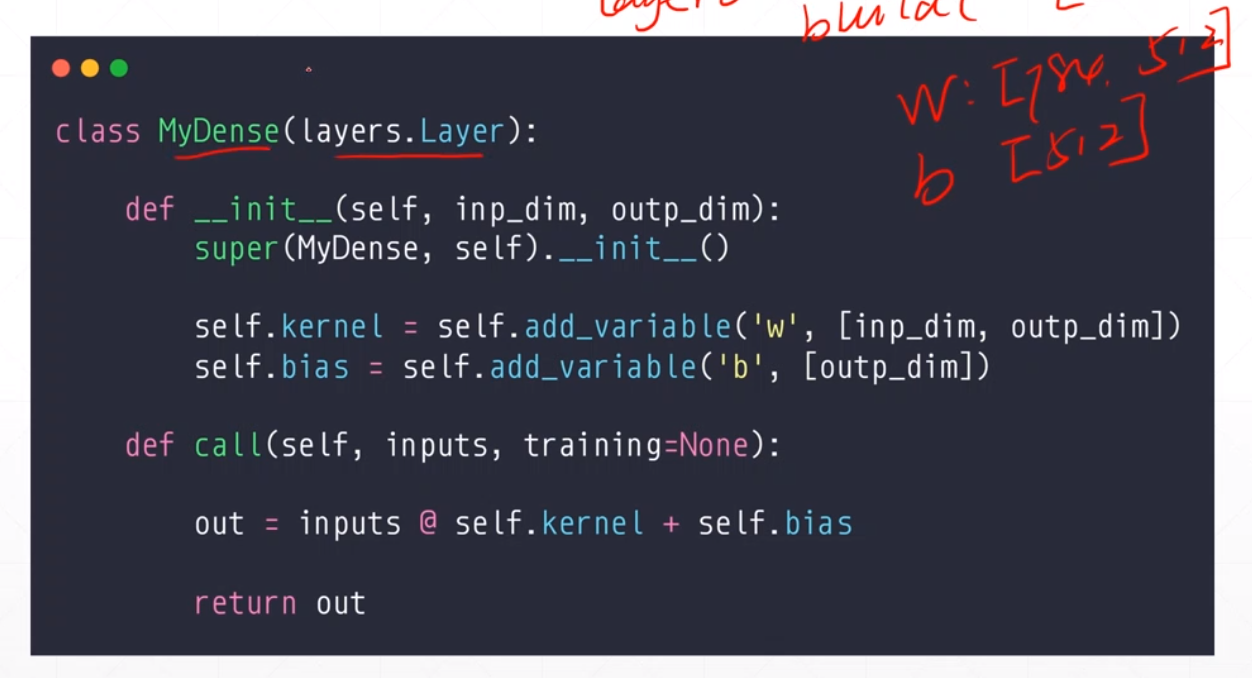 build(
W: [784, 512]
b [512]
class MyDense(layers.Layer):
def __init__(self, inp_dim, outp_dim):
super(MyDense, self).__init__()
self.kernel = self.add_variable('w', [inp_dim, outp_dim])
self.bias = self.add_variable('b', [outp_dim])
def call(self, inputs, training=None):
out = inputs @ self.kernel + self.bias
return out